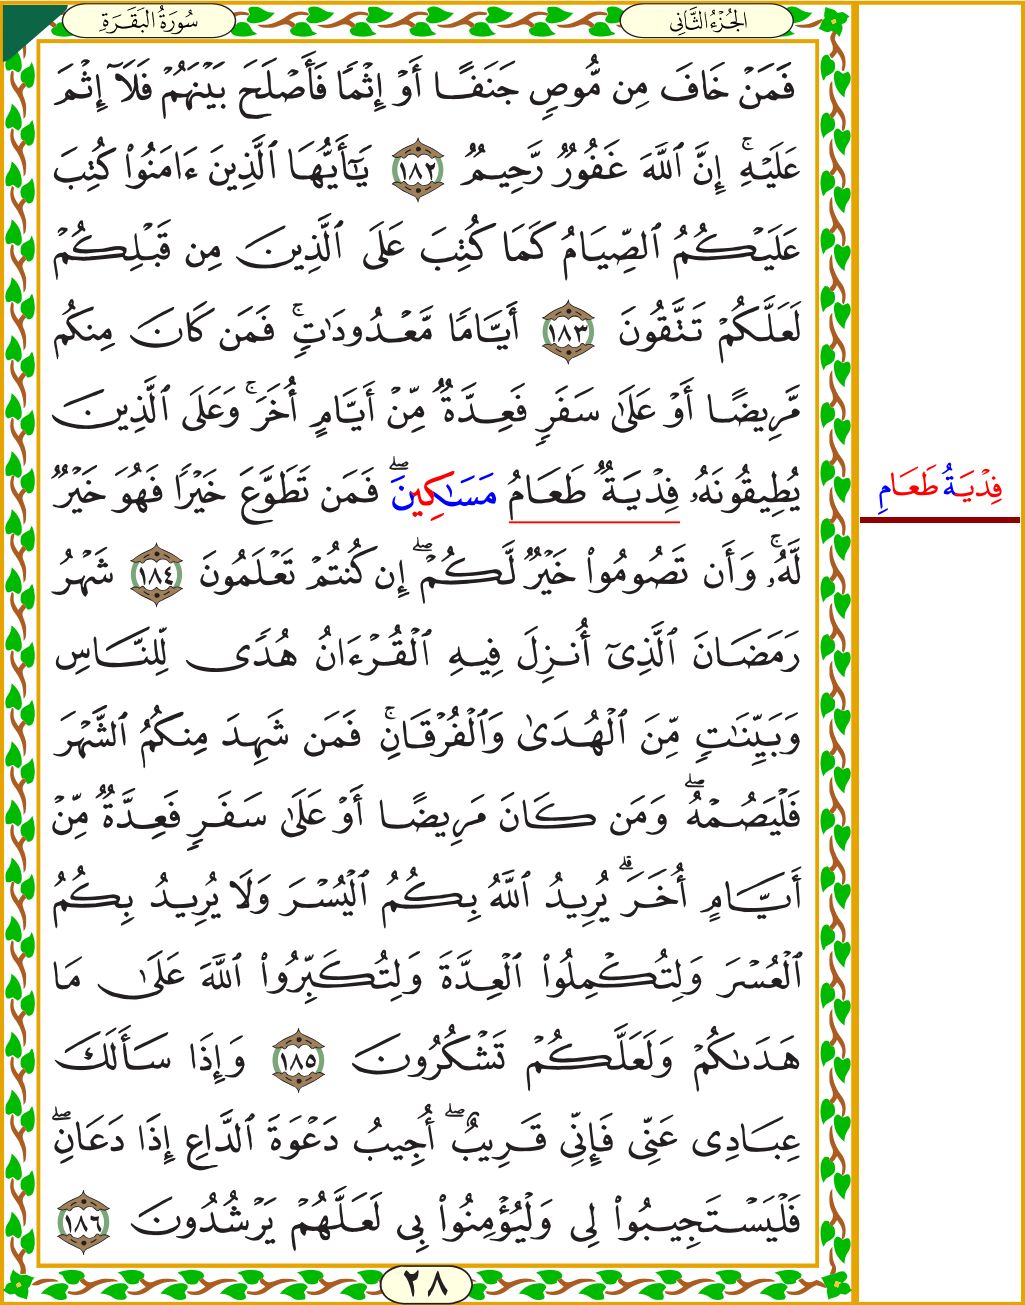 سُورَةُ البَقَرَةِ
الجُزْءُ الثَّانِي
فَمَنْ خَافَ مِن مُّوصٍ جَنَفًا أَوْ إِثْمًا فَأَصْلَحَ بَيْنَهُمْ فَلَآ إِثْمَ
عَلَيْهِۚ إِنَّ ٱللَّهَ غَفُورٌ رَّحِيمٌ ١٨٢ يَٰٓأَيُّهَا ٱلَّذِينَ ءَامَنُوا۟ كُتِبَ
عَلَيْكُمُ ٱلصِّيَامُ كَمَا كُتِبَ عَلَى ٱلَّذِينَ مِن قَبْلِكُمْ
لَعَلَّكُمْ تَتَّقُونَ ١٨٣ أَيَّامًا مَّعْدُودَٰتٍۚ فَمَن كَانَ مِنكُم
مَّرِيضًا أَوْ عَلَىٰ سَفَرٍ فَعِدَّةٌ مِّنْ أَيَّامٍ أُخَرَۚ وَعَلَى ٱلَّذِينَ
يُطِيقُونَهُۥ فِدْيَةٌ طَعَامُ مَسَٰكِينَۖ فَمَن تَطَوَّعَ خَيْرًا فَهُوَ خَيْرٌ
فِدْيَةُ طَعَامِ
لَّهُۥۚ وَأَن تَصُومُوا۟ خَيْرٌ لَّكُمْۖ إِن كُنتُمْ تَعْلَمُونَ ١٨٤ شَهْرُ
رَمَضَانَ ٱلَّذِىٓ أُنزِلَ فِيهِ ٱلْقُرْءَانُ هُدًى لِّلنَّاسِ
وَبَيِّنَٰتٍ مِّنَ ٱلْهُدَىٰ وَٱلْفُرْقَانِۚ فَمَن شَهِدَ مِنكُمُ ٱلشَّهْرَ
فَلْيَصُمْهُۖ وَمَن كَانَ مَرِيضًا أَوْ عَلَىٰ سَفَرٍ فَعِدَّةٌ مِّنْ
أَيَّامٍ أُخَرَۗ يُرِيدُ ٱللَّهُ بِكُمُ ٱلْيُسْرَ وَلَا يُرِيدُ بِكُمُ
ٱلْعُسْرَ وَلِتُكْمِلُوا۟ ٱلْعِدَّةَ وَلِتُكَبِّرُوا۟ ٱللَّهَ عَلَىٰ مَا
هَدَىٰكُمْ وَلَعَلَّكُمْ تَشْكُرُونَ ١٨٥ وَإِذَا سَأَلَكَ
عِبَادِى عَنِّى فَإِنِّى قَرِيبٌۖ أُجِيبُ دَعْوَةَ ٱلدَّاعِ إِذَا دَعَانِۖ
فَلْيَسْتَجِيبُوا۟ لِى وَلْيُؤْمِنُوا۟ بِى لَعَلَّهُمْ يَرْشُدُونَ ١٨٦
٢٨